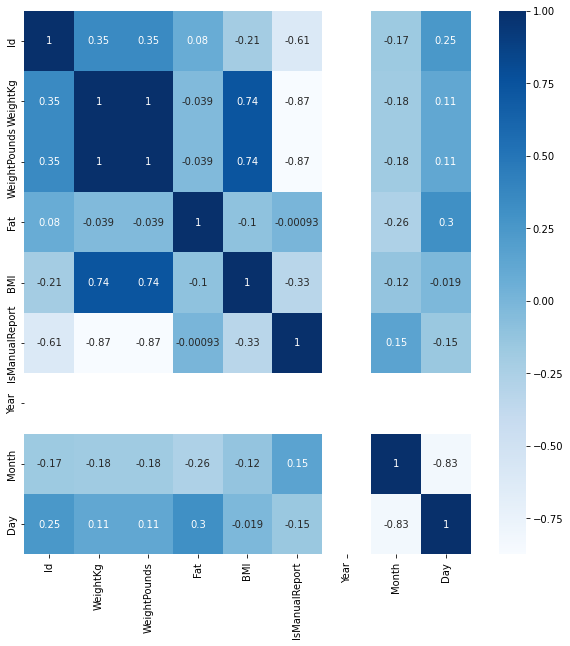 Id 1 0.35 0.35 0.08 -0.21 -0.61 -0.17 0.25
WeightKg 0.35 1 1 -0.039 0.74 -0.87 -0.18 0.11
WeightPounds 0.35 1 1 -0.039 0.74 -0.87 -0.18 0.11
Fat 0.08 -0.039 -0.039 1 -0.1 -0.00093 -0.26 0.3
BMI -0.21 0.74 0.74 -0.1 1 -0.33 -0.12 -0.019
IsManualReport -0.61 -0.87 -0.87 -0.00093 -0.33 1 0.15 -0.15
Year
Month -0.17 -0.18 -0.18 -0.26 -0.12 0.15 1 -0.83
Day 0.25 0.11 0.11 0.3 -0.019 -0.15 -0.83 1
Id WeightKg WeightPounds Fat BMI IsManualReport Year Month Day
1.00
0.75
0.50
0.25
0.00
−0.25
−0.50
−0.75